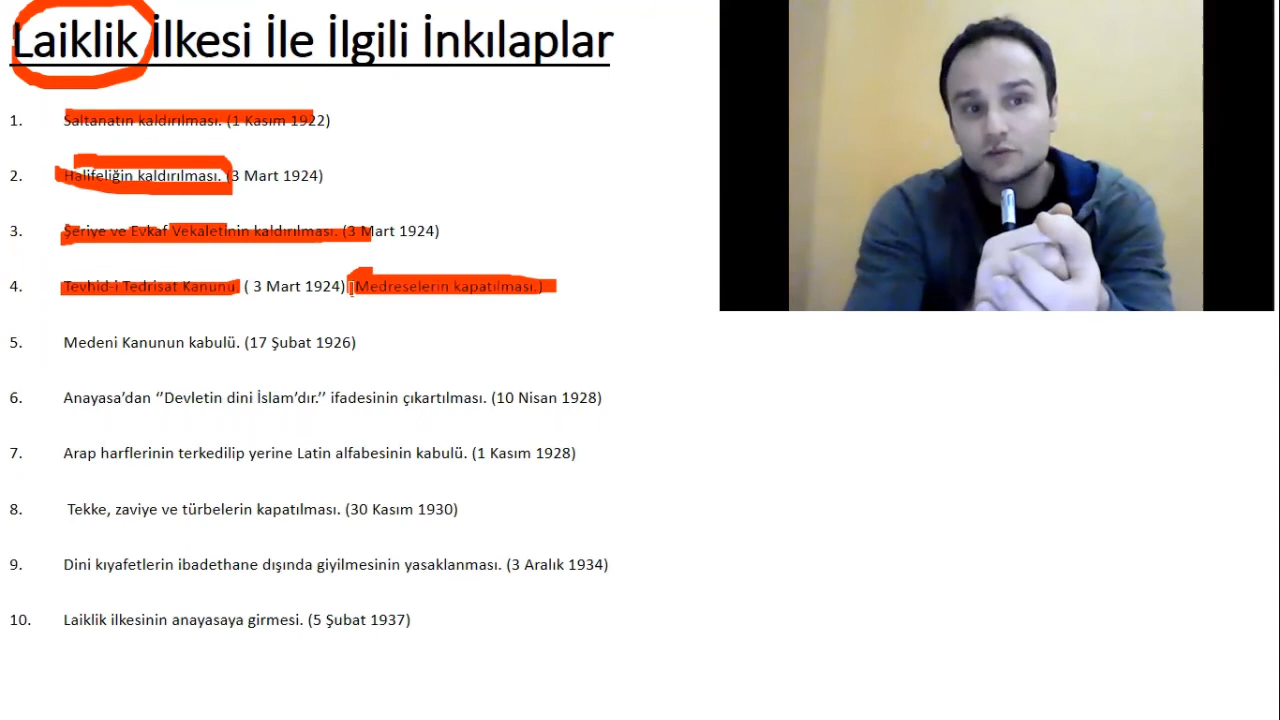 Laiklik İlkesi İle İlgili İnkılaplar
1. Saltanatın kaldırılması. (1 Kasım 1922)
2. Halifeliğin kaldırılması. (3 Mart 1924)
3. Şeriye ve Evkaf Vekaletinin kaldırılması. (3 Mart 1924)
4. Tevhid-i Tedrisat Kanunu. ( 3 Mart 1924) (Medreselerin kapatılması.)
5. Medeni Kanunun kabulü. (17 Şubat 1926)
6. Anayasa’dan ‘’Devletin dini İslam’dır.’’ ifadesinin çıkartılması. (10 Nisan 1928)
7. Arap harflerinin terkedilip yerine Latin alfabesinin kabulü. (1 Kasım 1928)
8. Tekke, zaviye ve türbelerin kapatılması. (30 Kasım 1930)
9. Dini kıyafetlerin ibadethane dışında giyilmesinin yasaklanması. (3 Aralık 1934)
10. Laiklik ilkesinin anayasaya girmesi. (5 Şubat 1937)